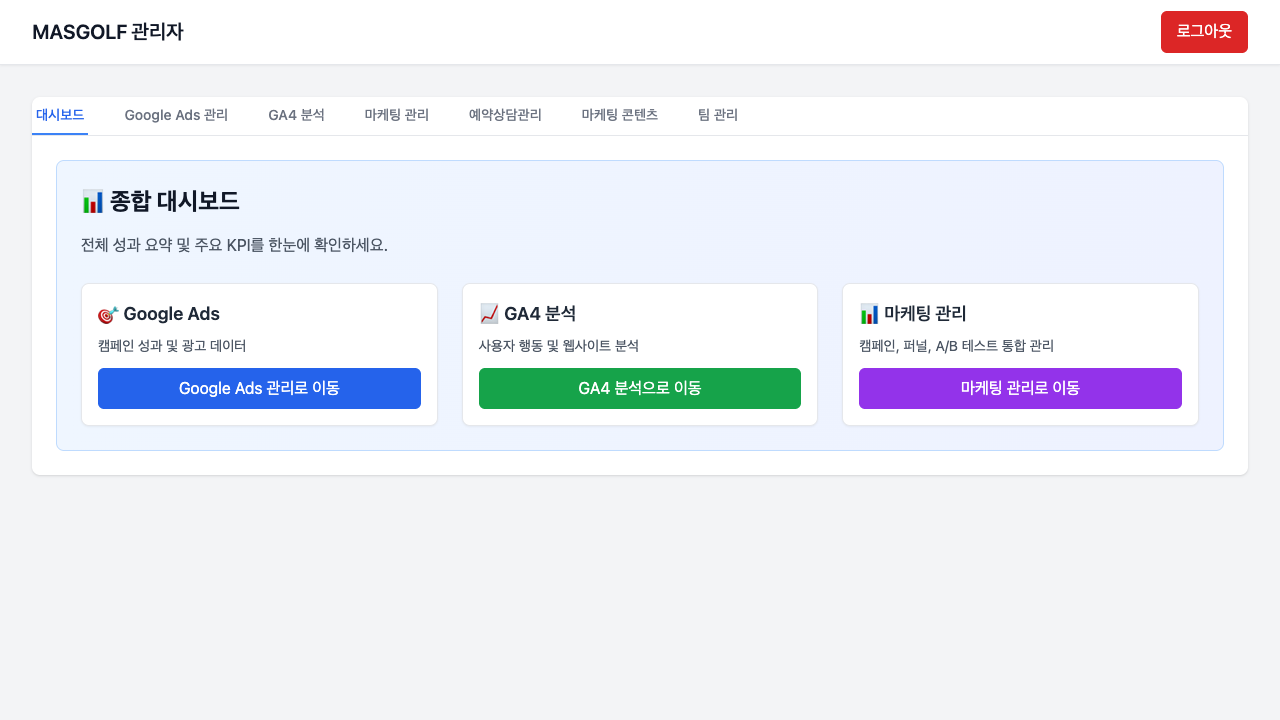 MASGOLF 관리자
로그아웃
대시보드
Google Ads 관리
GA4 분석
마케팅 관리
예약상담관리
마케팅 콘텐츠
팀 관리
📊 종합 대시보드
전체 성과 요약 및 주요 KPI를 한눈에 확인하세요.
🎯 Google Ads
캠페인 성과 및 광고 데이터
Google Ads 관리로 이동
📈 GA4 분석
사용자 행동 및 웹사이트 분석
GA4 분석으로 이동
📊 마케팅 관리
캠페인, 퍼널, A/B 테스트 통합 관리
마케팅 관리로 이동